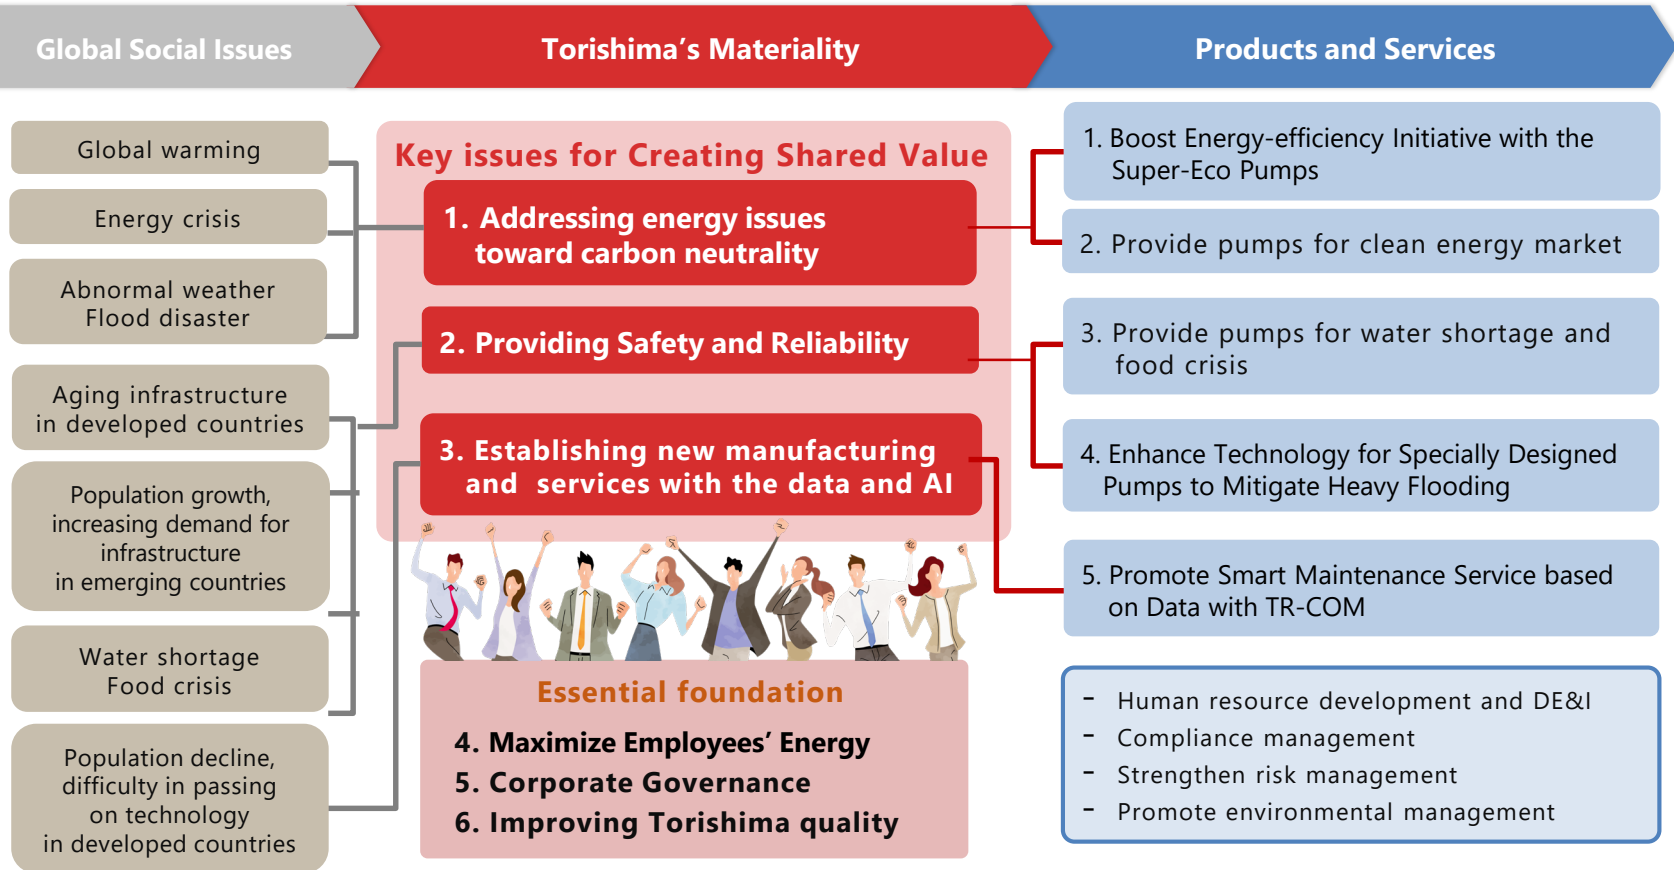 Global Social Issues
Torishima’s Materiality
Products and Services
Global warming
Energy crisis
Abnormal weather
Flood disaster
Aging infrastructure
in developed countries
Population growth,
increasing demand for
infrastructure
in emerging countries
Water shortage
Food crisis
Population decline,
difficulty in passing
on technology
in developed countries
Key issues for Creating Shared Value
1. Addressing energy issues
toward carbon neutrality
2. Providing Safety and Reliability
3. Establishing new manufacturing
and services with the data and AI
Essential foundation
4. Maximize Employees’ Energy
5. Corporate Governance
6. Improving Torishima quality
1. Boost Energy-efficiency Initiative with the
Super-Eco Pumps
2. Provide pumps for clean energy market
3. Provide pumps for water shortage and
food crisis
4. Enhance Technology for Specially Designed
Pumps to Mitigate Heavy Flooding
5. Promote Smart Maintenance Service based
on Data with TR-COM
- Human resource development and DE&I
- Compliance management
- Strengthen risk management
- Promote environmental management